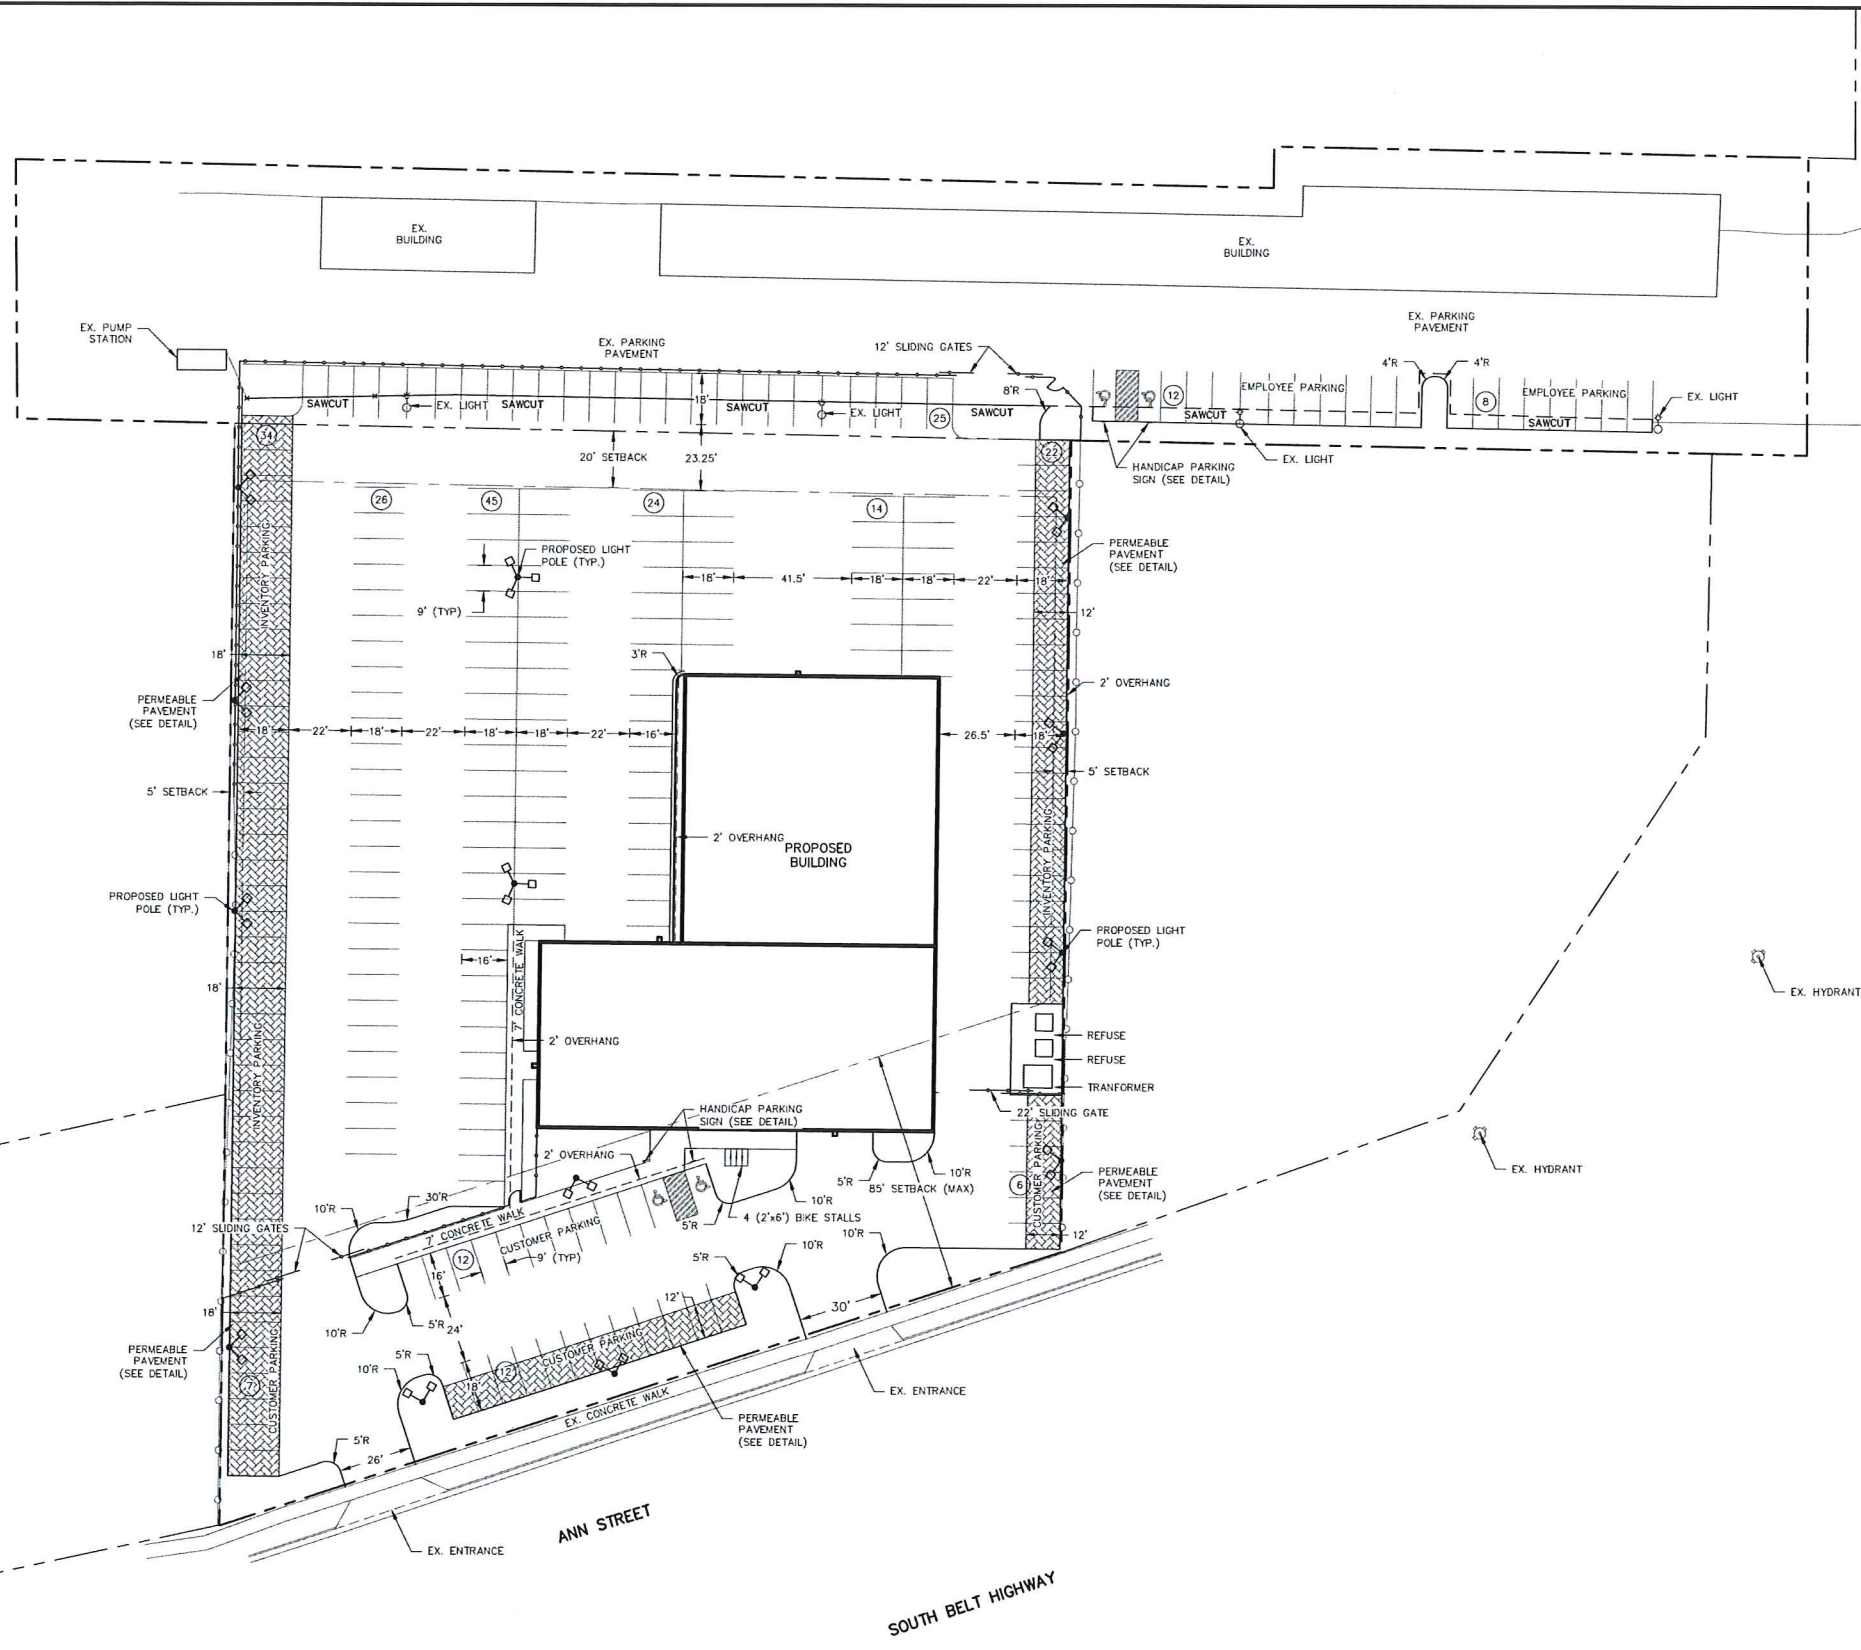 EX.
BUILDING
EX.
BUILDING
EX. PUMP
STATION
EX. PARKING
PAVEMENT
12' SLIDING GATES
EX. PARKING
PAVEMENT
4'R
4'R
8'R
SAWCUT
EX. LIGHT
SAWCUT
18'
SAWCUT
EX. LIGHT
25
SAWCUT
12
EMPLOYEE PARKING
SAWCUT
8
EMPLOYEE PARKING
SAWCUT
EX. LIGHT
34
20' SETBACK
23.25'
22
HANDICAP PARKING
SIGN (SEE DETAIL)
EX. LIGHT
26
45
24
14
INVENTORY PARKING
PROPOSED LIGHT
POLE (TYP.)
9' (TYP)
18'
41.5'
18'
18'
22'
18'
PERMEABLE
PAVEMENT
(SEE DETAIL)
12'
18'
3'R
2' OVERHANG
PERMEABLE
PAVEMENT
(SEE DETAIL)
18'
22'
18'
22'
18'
18'
22'
16'
26.5'
18'
5' SETBACK
5' SETBACK
2' OVERHANG
PROPOSED
BUILDING
INVENTORY PARKING
PROPOSED LIGHT
POLE (TYP.)
PROPOSED LIGHT
POLE (TYP.)
16'
7' CONCRETE WALK
18'
EX. HYDRANT
2' OVERHANG
INVENTORY PARKING
REFUSE
REFUSE
TRANFORMER
22' SLIDING GATE
HANDICAP PARKING
SIGN (SEE DETAIL)
2' OVERHANG
EX. HYDRANT
CUSTOMER PARKING
PERMEABLE
PAVEMENT
(SEE DETAIL)
6
5'R
10'R
85' SETBACK (MAX)
10'R
30'R
10'R
5'R
4 (2'x6') BIKE STALLS
12' SLIDING GATES
7' CONCRETE WALK
CUSTOMER PARKING
12
9' (TYP)
16'
10'R
10'R
5'R
12'
18'
12'
30'
10'R
5'R
24'
PERMEABLE
PAVEMENT
(SEE DETAIL)
7
CUSTOMER PARKING
5'R
10'R
12
CUSTOMER PARKING
18'
EX. CONCRETE WALK
EX. ENTRANCE
PERMEABLE
PAVEMENT
(SEE DETAIL)
5'R
26'
ANN STREET
EX. ENTRANCE
SOUTH BELT HIGHWAY